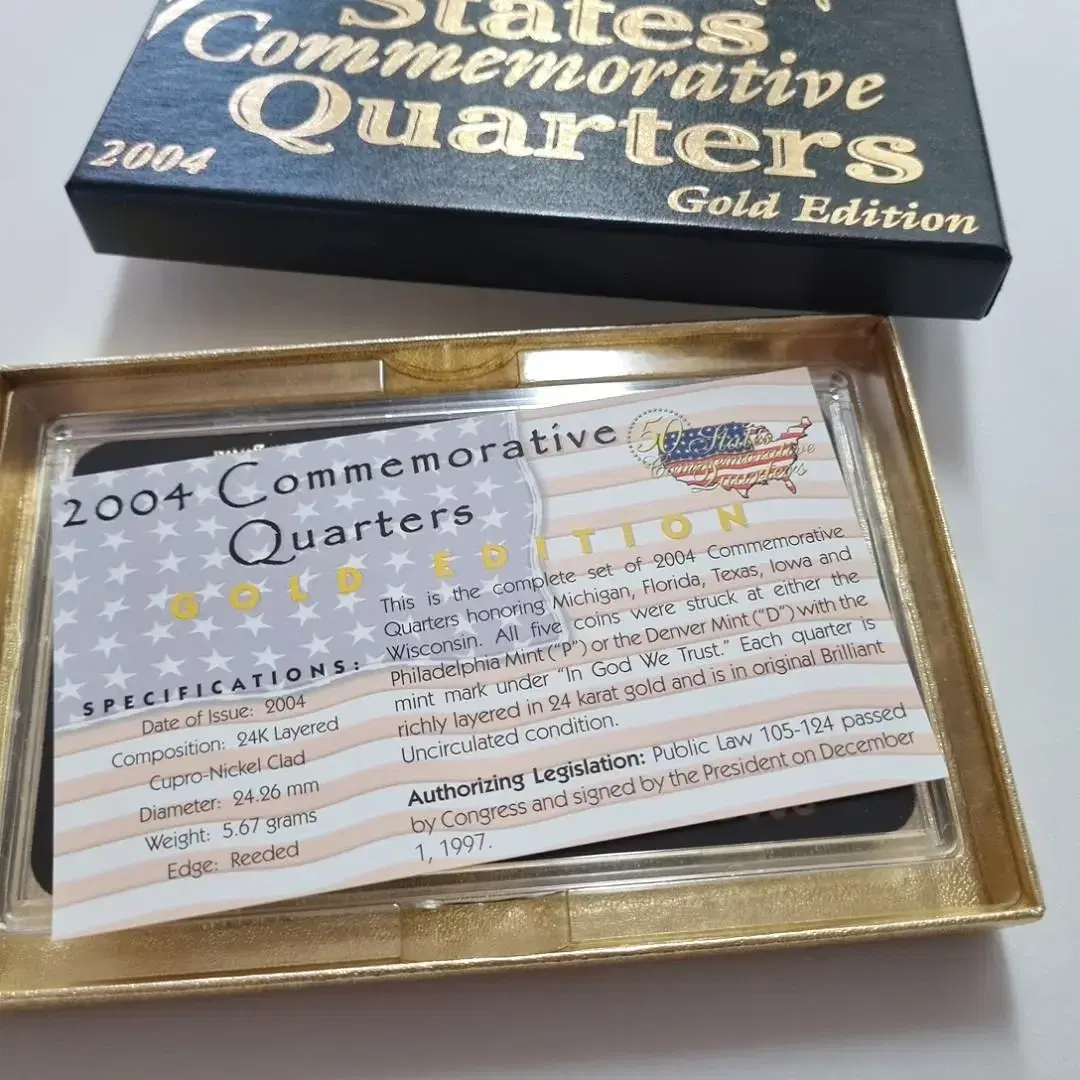 States
Commemorative
Quarters
2004
Gold Edition
2004 Commemorative
Quarters
GOLD EDITION
50 States
Commemorative
Quarters
This is the complete set of 2004 Commemorative
Quarters honoring Michigan, Florida, Texas, Iowa and
Wisconsin. All five coins were struck at either the
Philadelphia Mint ("P") or the Denver Mint ("D") with the
mint mark under "In God We Trust." Each quarter is
richly layered in 24 karat gold and is in original Brilliant
Uncirculated condition.
Authorizing Legislation: Public Law 105-124 passed
by Congress and signed by the President on December
1, 1997.
SPECIFICATIONS:
Date of Issue: 2004
Composition: 24K Layered
Cupro-Nickel Clad
Diameter: 24.26 mm
Weight: 5.67 grams
Edge: Reeded